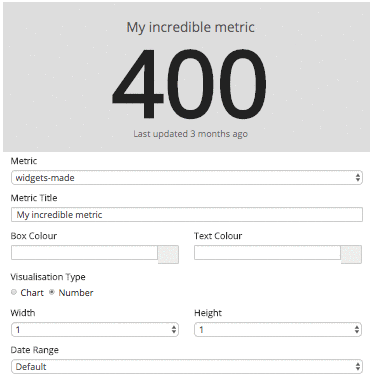 My incredible metric
400
Last updated 3 months ago
Metric
widgets-made
Metric Title
My incredible metric
Box Colour Text Colour
Visualisation Type
Chart Number
Width Height
1 1
Date Range
Default